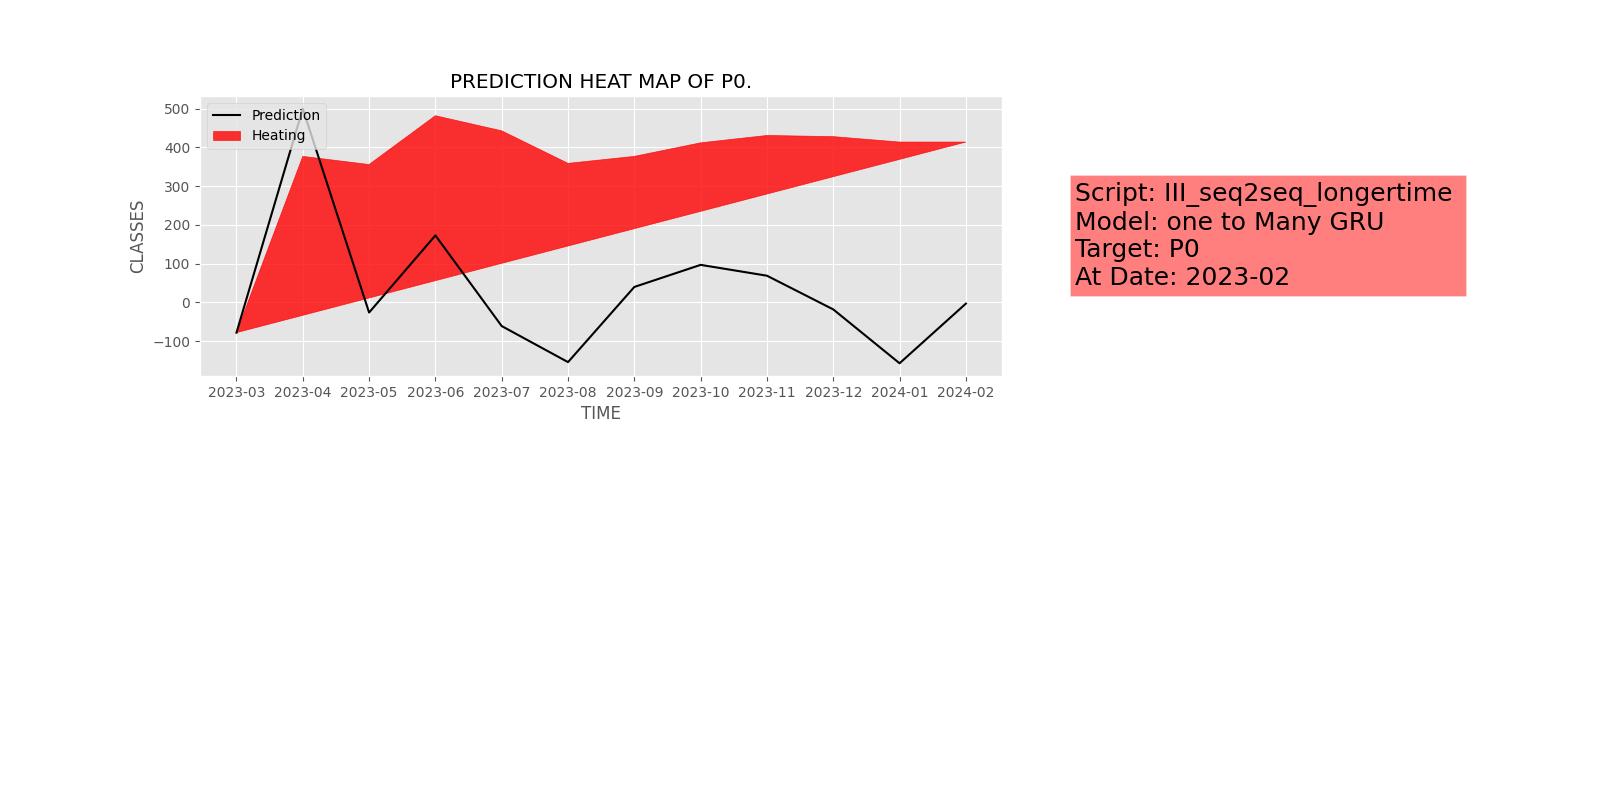 PREDICTION HEAT MAP OF P0.
Prediction
Heating
500
400
300
200
100
0
−100
CLASSES
2023-03 2023-04 2023-05 2023-06 2023-07 2023-08 2023-09 2023-10 2023-11 2023-12 2024-01 2024-02
TIME
Script: III_seq2seq_longertime
Model: one to Many GRU
Target: P0
At Date: 2023-02